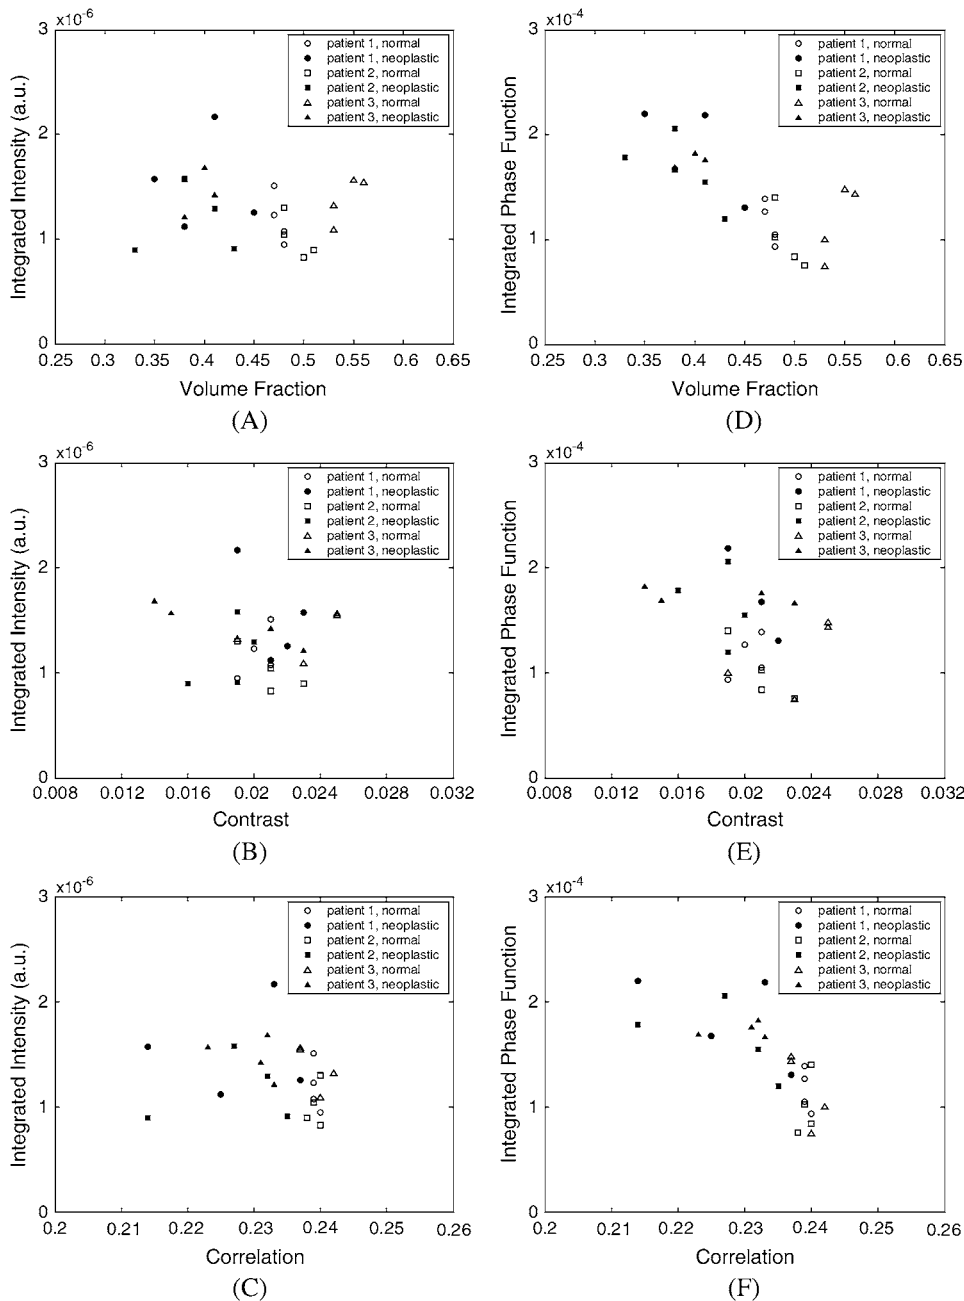 x10-6
3
2
1
0
Integrated Intensity (a.u.)
patient 1, normal
patient 1, neoplastic
patient 2, normal
patient 2, neoplastic
patient 3, normal
patient 3, neoplastic
0.25 0.3 0.35 0.4 0.45 0.5 0.55 0.6 0.65
Volume Fraction
(A)
x10-4
3
2
1
0
Integrated Phase Function
patient 1, normal
patient 1, neoplastic
patient 2, normal
patient 2, neoplastic
patient 3, normal
patient 3, neoplastic
0.25 0.3 0.35 0.4 0.45 0.5 0.55 0.6 0.65
Volume Fraction
(D)
x10-6
3
2
1
0
Integrated Intensity (a.u.)
patient 1, normal
patient 1, neoplastic
patient 2, normal
patient 2, neoplastic
patient 3, normal
patient 3, neoplastic
0.008 0.012 0.016 0.02 0.024 0.028 0.032
Contrast
(B)
x10-4
3
2
1
0
Integrated Phase Function
patient 1, normal
patient 1, neoplastic
patient 2, normal
patient 2, neoplastic
patient 3, normal
patient 3, neoplastic
0.008 0.012 0.016 0.02 0.024 0.028 0.032
Contrast
(E)
x10-6
3
2
1
0
Integrated Intensity (a.u.)
patient 1, normal
patient 1, neoplastic
patient 2, normal
patient 2, neoplastic
patient 3, normal
patient 3, neoplastic
0.2 0.21 0.22 0.23 0.24 0.25 0.26
Correlation
(C)
x10-4
3
2
1
0
Integrated Phase Function
patient 1, normal
patient 1, neoplastic
patient 2, normal
patient 2, neoplastic
patient 3, normal
patient 3, neoplastic
0.2 0.21 0.22 0.23 0.24 0.25 0.26
Correlation
(F)